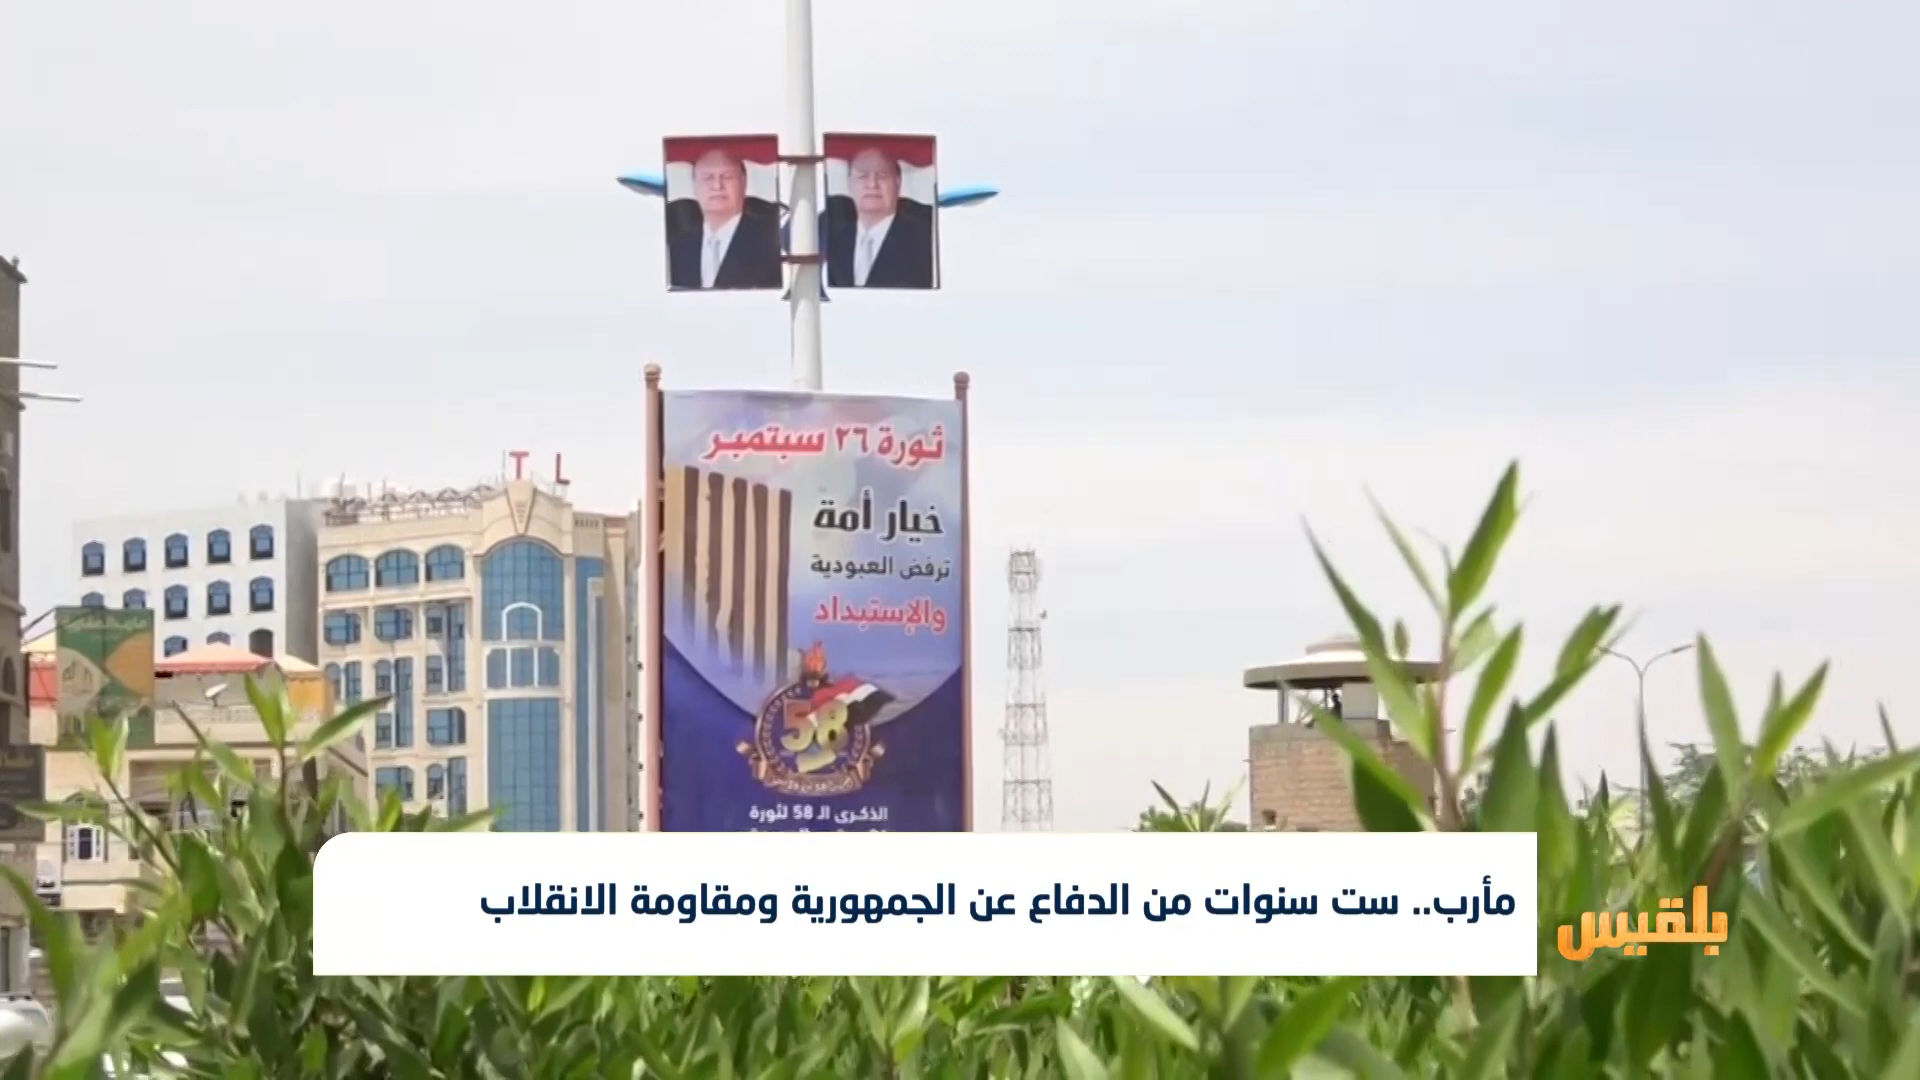 T L
ثورة ٢٦ سبتمبر
خيار أمة
ترفض العبودية
والإستبداد
58
الذكرى الـ 58 لثورة
مأرب.. ست سنوات من الدفاع عن الجمهورية ومقاومة الانقلاب
بلقيس